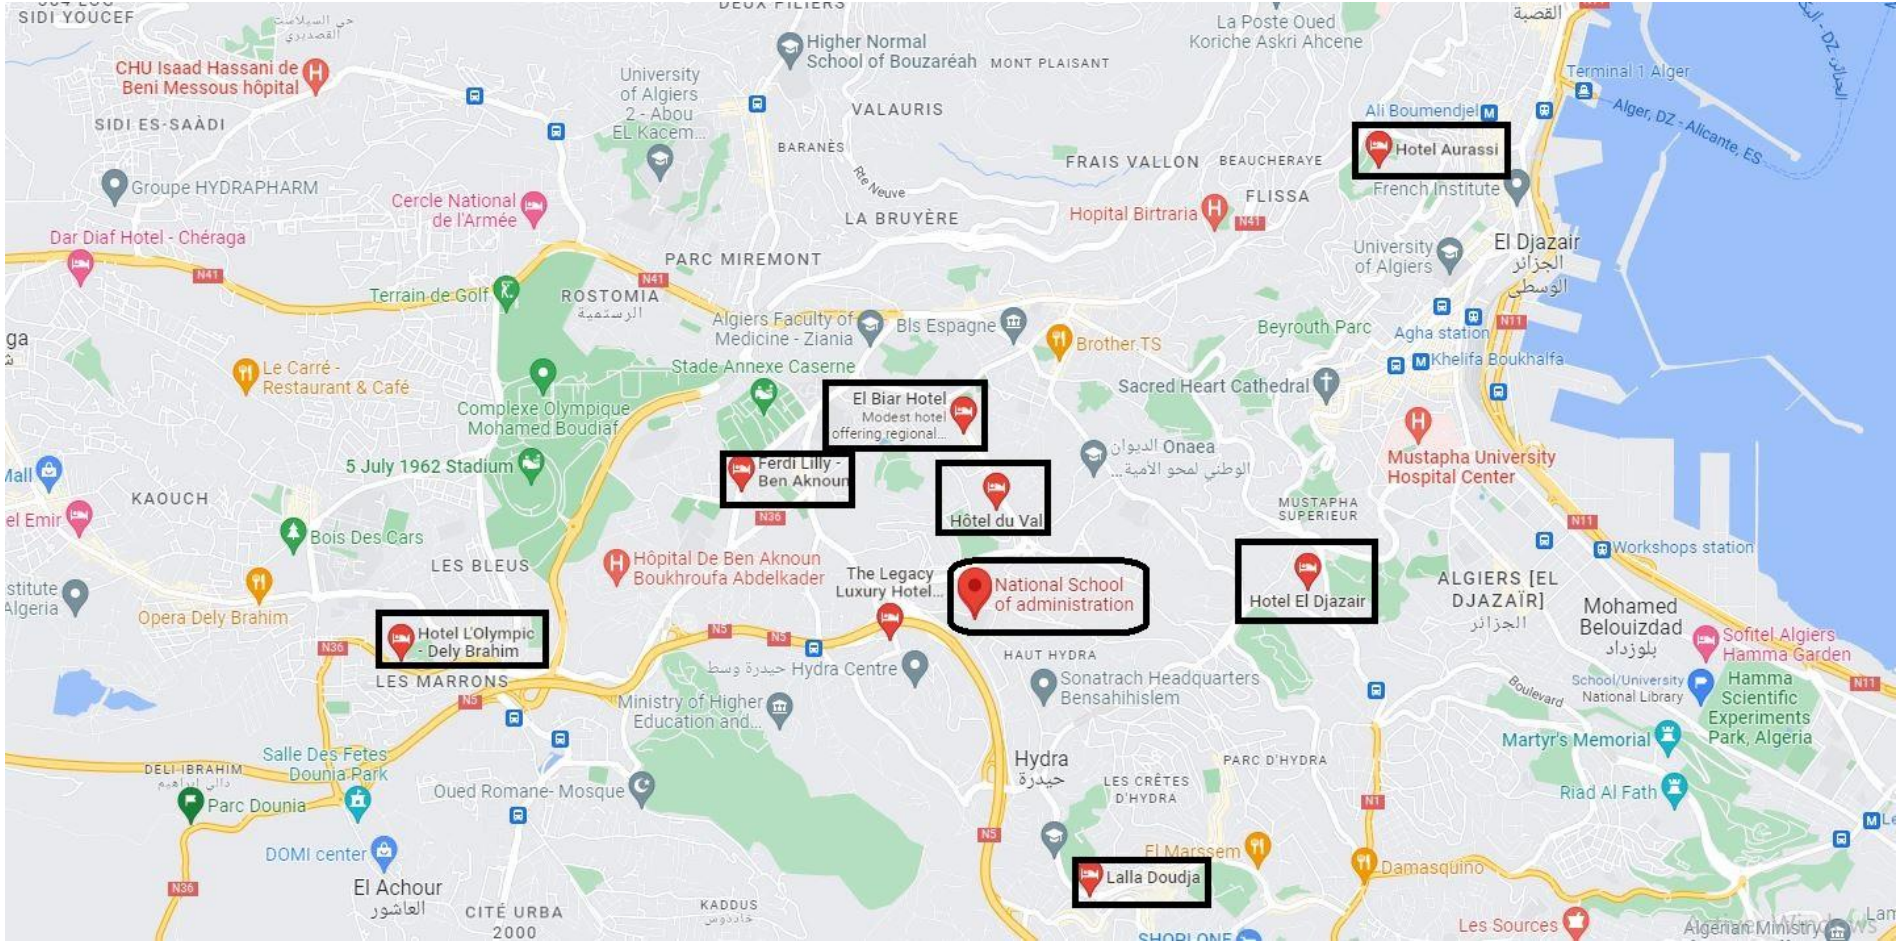 SIDI YOUCEF
حي السيلاست
القصديري
DEUX PILIERS
La Poste Oued
Koriche Askri Ahcene
القصبة
CHU Isaad Hassani de
Beni Messous hôpital
University
of Algiers
2 - Abou
EL Kacem...
Higher Normal
School of Bouzaréah
MONT PLAISANT
Terminal 1 Alger
Alger, DZ - Alicante, ES
SIDI ES-SAÀDI
VALAURIS
Ali Boumendjel
BARANÈS
FRAIS VALLON
BEAUCHERAYE
Hotel Aurassi
French Institute
Groupe HYDRAPHARM
Cercle National
de l'Armée
Rte Neuve
LA BRUYÈRE
Hopital Birtraria
FLISSA
N41
Dar Diaf Hotel - Chéraga
University
of Algiers
El Djazair
الجزائر
الوسطى
PARC MIREMONT
N41
N41
Terrain de Golf
ROSTOMIA
الرستمية
Algiers Faculty of
Medicine - Ziania
Bls Espagne
Brother TS
Beyrouth Parc
Agha station
N11
Khelifa Boukhalfa
ga
Le Carré -
Restaurant & Café
Stade Annexe Caserne
Sacred Heart Cathedral
Complexe Olympique
Mohamed Boudiaf
El Biar Hotel
Modest hotel
offering regional...
5 July 1962 Stadium
Ferdi Lilly -
Ben Aknoun
Onaea الديوان
الوطني لمحو الأمية...
Mustapha University
Hospital Center
Mall
KAOUCH
el Emir
Bois Des Cars
N36
Hôtel du Val
MUSTAPHA
SUPERIEUR
N11
Workshops station
LES BLEUS
Hôpital De Ben Aknoun
Boukhroufa Abdelkader
The Legacy
Luxury Hotel...
National School
of administration
Hotel El Djazair
ALGIERS [EL
DJAZAÏR]
الجزائر
Mohamed
Belouizdad
بلوزداد
stitute
Algeria
Opera Dely Brahim
Hotel L'Olympic
- Dely Brahim
N36
N5
N5
LES MARRONS
N5
Hydra Centre حيدرة وسط
HAUT HYDRA
Sonatrach Headquarters
Bensahihislem
Sofitel Algiers
Hamma Garden
School/University
National Library
Boulevard
Hamma
Scientific
Experiments
Park, Algeria
N11
Ministry of Higher
Education and...
Martyr's Memorial
Salle Des Fetes
Dounia Park
DELI IBRAHIM
دالي ابراهيم
Parc Dounia
Oued Romane- Mosque
Hydra
حيدرة
LES CRÊTES
D'HYDRA
PARC D'HYDRA
Riad Al Fath
N1
N5
DOMI center
El Marssem
Damasquino
Lalla Doudja
N36
El Achour
العاشور
CITÉ URBA
2000
KADDUS
خادوس
Les Sources
Algerian Ministry
SHOPLONE